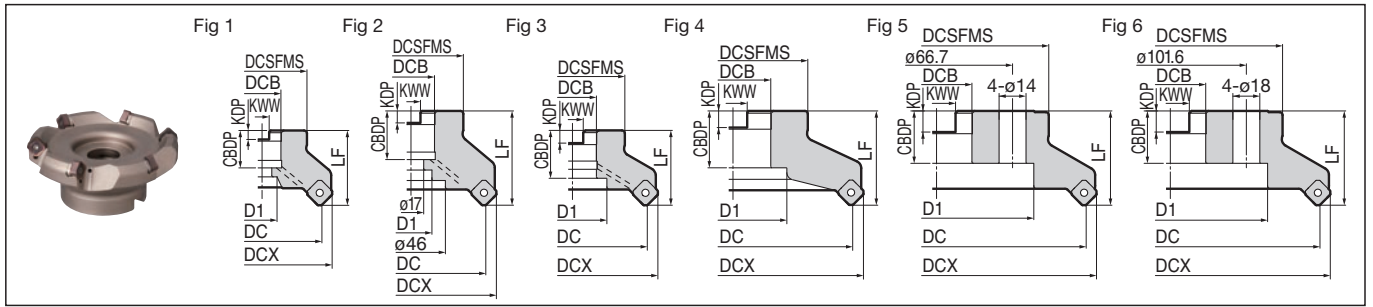 Fig 1
DCSFMS
DCB
KWW
KDP
CBDP
LF
D1
DC
DCX
Fig 2
DCSFMS
DCB
KWW
KDP
CBDP
LF
ø17
D1
ø46
DC
DCX
Fig 3
DCSFMS
DCB
KWW
KDP
CBDP
LF
D1
DC
DCX
Fig 4
DCSFMS
DCB
KWW
KDP
CBDP
LF
D1
DC
DCX
Fig 5
DCSFMS
ø66.7
DCB
4-ø14
KWW
KDP
CBDP
LF
D1
DC
DCX
Fig 6
DCSFMS
ø101.6
DCB
4-ø18
KWW
KDP
CBDP
LF
D1
DC
DCX